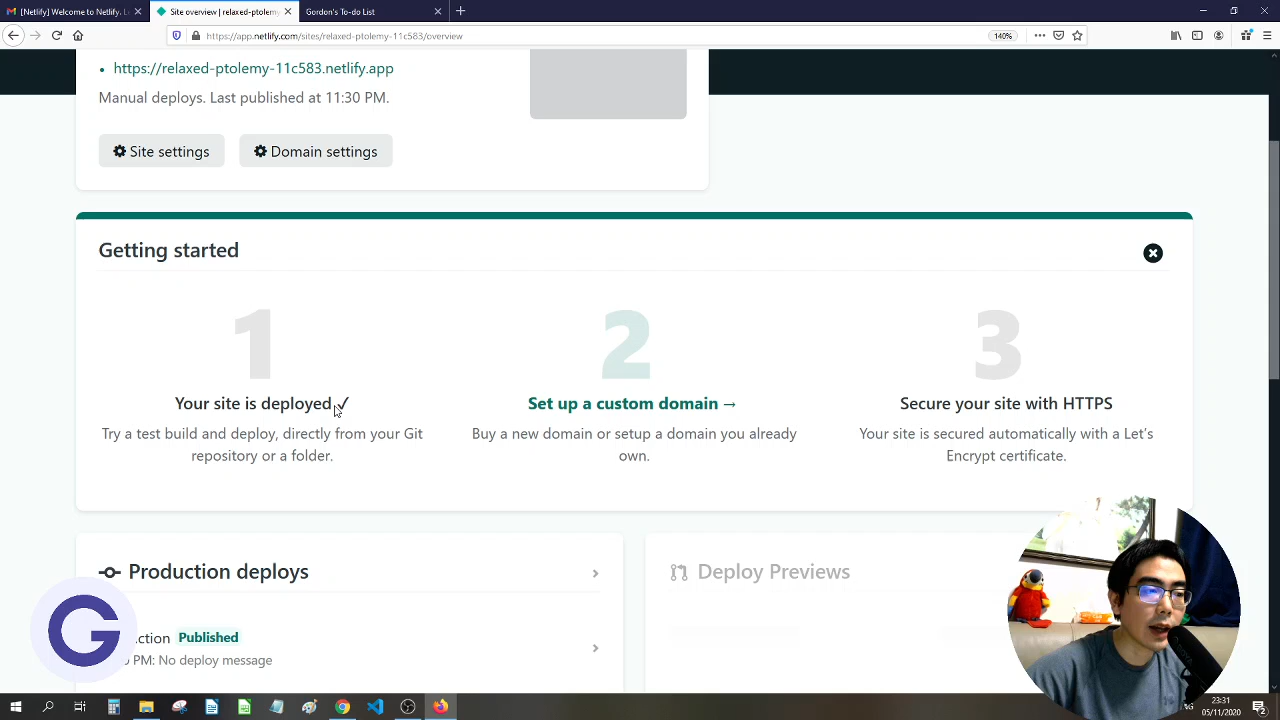 [Netlify] Welcome to Netlify. L
Site overview | relaxed-ptolemy-
Gordon's To-do List
https://app.netlify.com/sites/relaxed-ptolemy-11c583/overview
140%
https://relaxed-ptolemy-11c583.netlify.app
Manual deploys. Last published at 11:30 PM.
Site settings
Domain settings
Getting started
1
2
3
Your site is deployed ✓
Set up a custom domain →
Secure your site with HTTPS
Try a test build and deploy, directly from your Git
repository or a folder.
Buy a new domain or setup a domain you already
own.
Your site is secured automatically with a Let's
Encrypt certificate.
Production deploys
Deploy Previews
ction Published
PM: No deploy message
G
23:31
05/11/2020
2